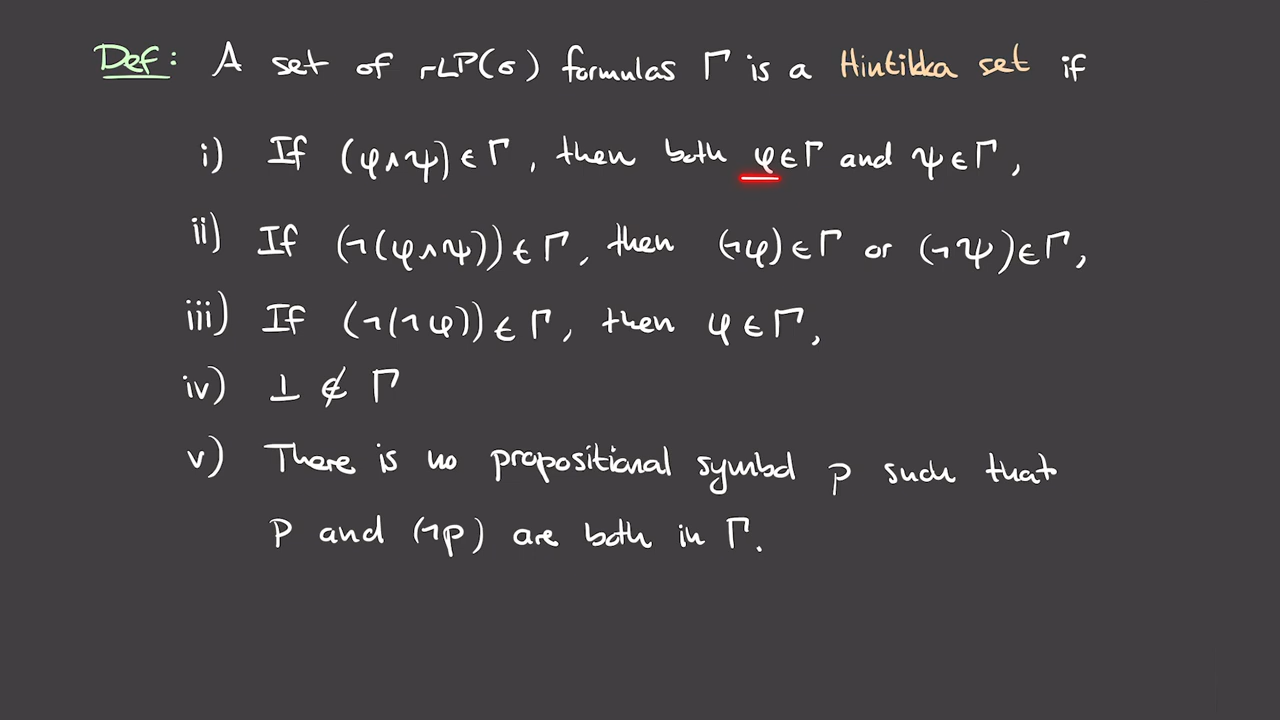 Def: A set of rLP(σ) formulas Γ is a Hintikka set if
i) If (φ∧ψ)∈Γ, then both φ∈Γ and ψ∈Γ,
ii) If (¬(φ∧ψ))∈Γ, then (¬φ)∈Γ or (¬ψ)∈Γ,
iii) If (¬(¬φ))∈Γ, then φ∈Γ,
iv) ⊥∉Γ
v) There is no propositional symbol p such that
p and (¬p) are both in Γ.